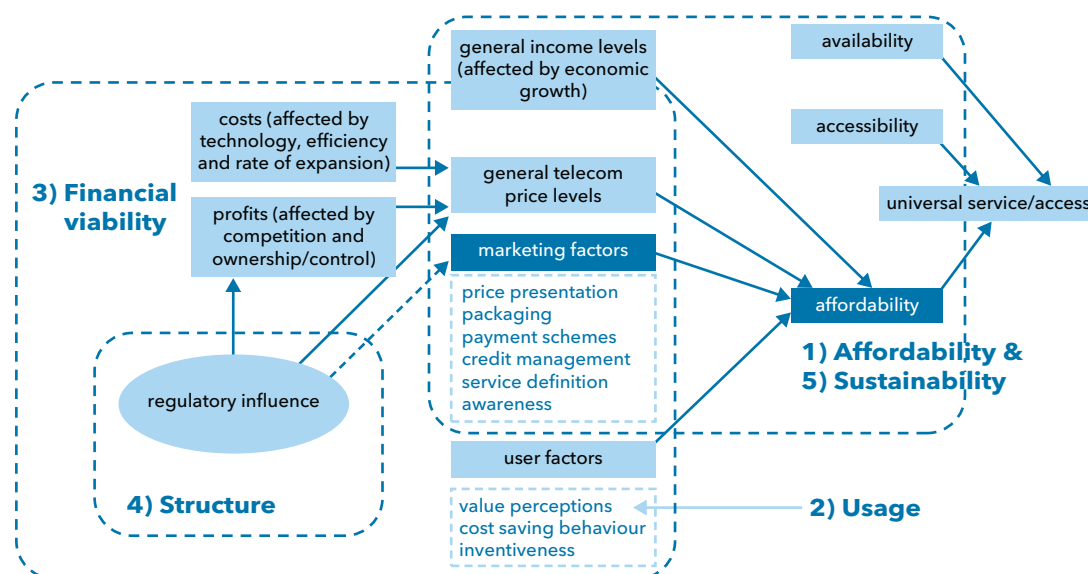 general income levels
(affected by economic
growth)
availability
costs (affected by
technology, efficiency
and rate of expansion)
accessibility
general telecom
price levels
3) Financial
viability
profits (affected by
competition and
ownership/control)
universal service/access
marketing factors
price presentation
packaging
payment schemes
credit management
service definition
awareness
affordability
1) Affordability &
5) Sustainability
regulatory influence
4) Structure
user factors
value perceptions
cost saving behaviour
inventiveness
2) Usage